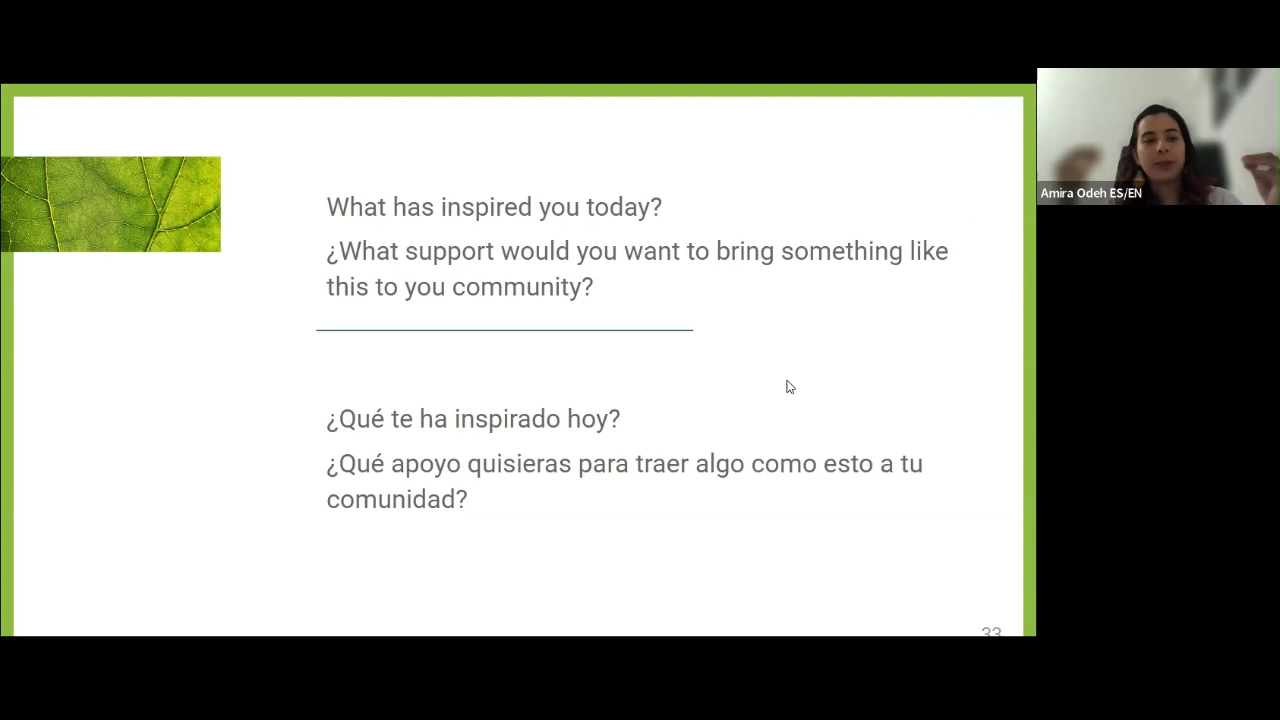 What has inspired you today?
¿What support would you want to bring something like
this to you community?
¿Qué te ha inspirado hoy?
¿Qué apoyo quisieras para traer algo como esto a tu
comunidad?
33
Amira Odeh ES/EN